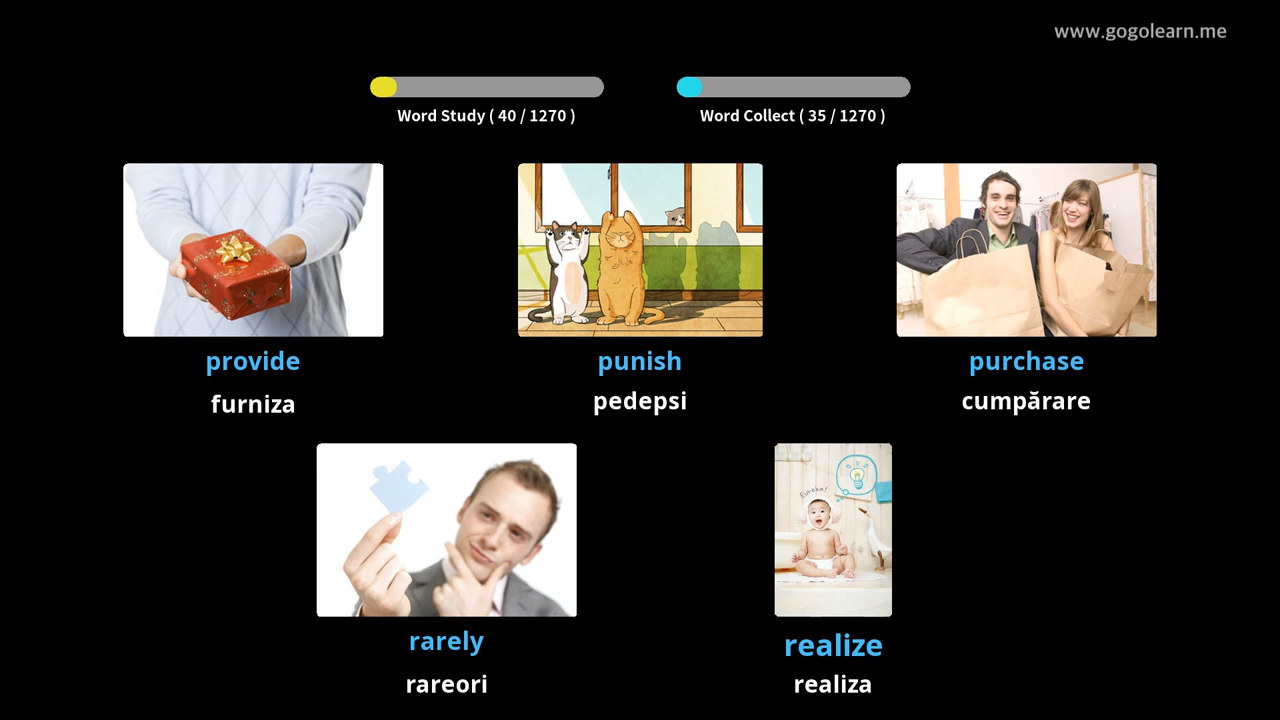 www.gogolearn.me
Word Study ( 40 / 1270 )
Word Collect ( 35 / 1270 )
provide
furniza
punish
pedepsi
purchase
cumpărare
Eureka!
rarely
rareori
realize
realiza